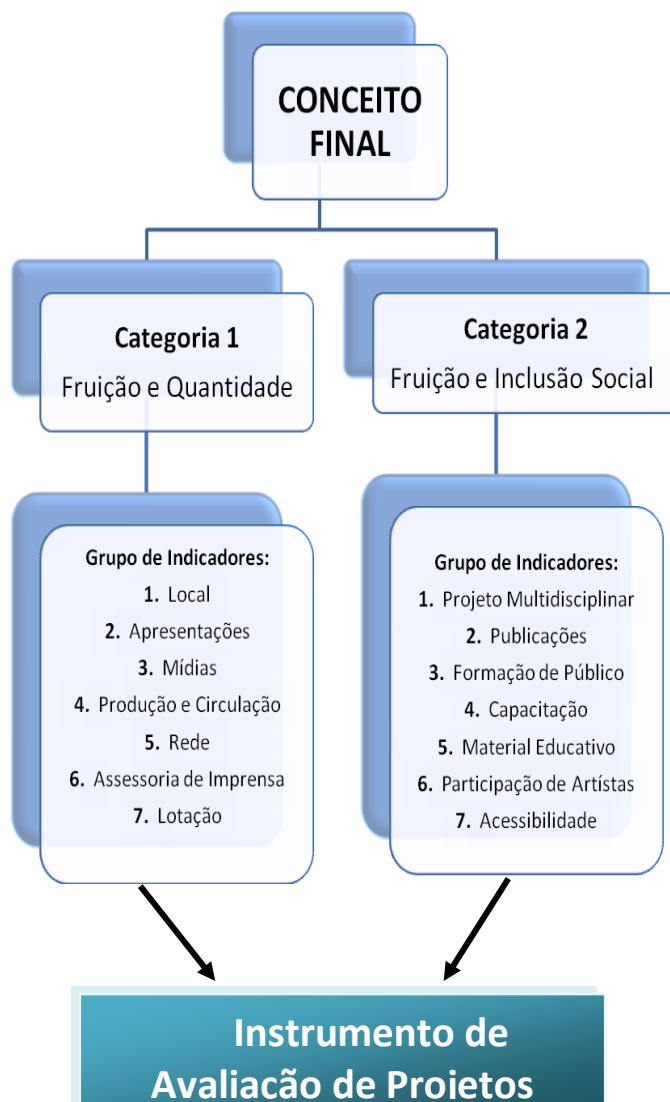 CONCEITO
FINAL
Categoria 1
Fruição e Quantidade
Categoria 2
Fruição e Inclusão Social
Grupo de Indicadores:
1. Local
2. Apresentações
3. Mídias
4. Produção e Circulação
5. Rede
6. Assessoria de Imprensa
7. Lotação
Grupo de Indicadores:
1. Projeto Multidisciplinar
2. Publicações
3. Formação de Público
4. Capacitação
5. Material Educativo
6. Participação de Artístas
7. Acessibilidade
Instrumento de
Avaliação de Projetos